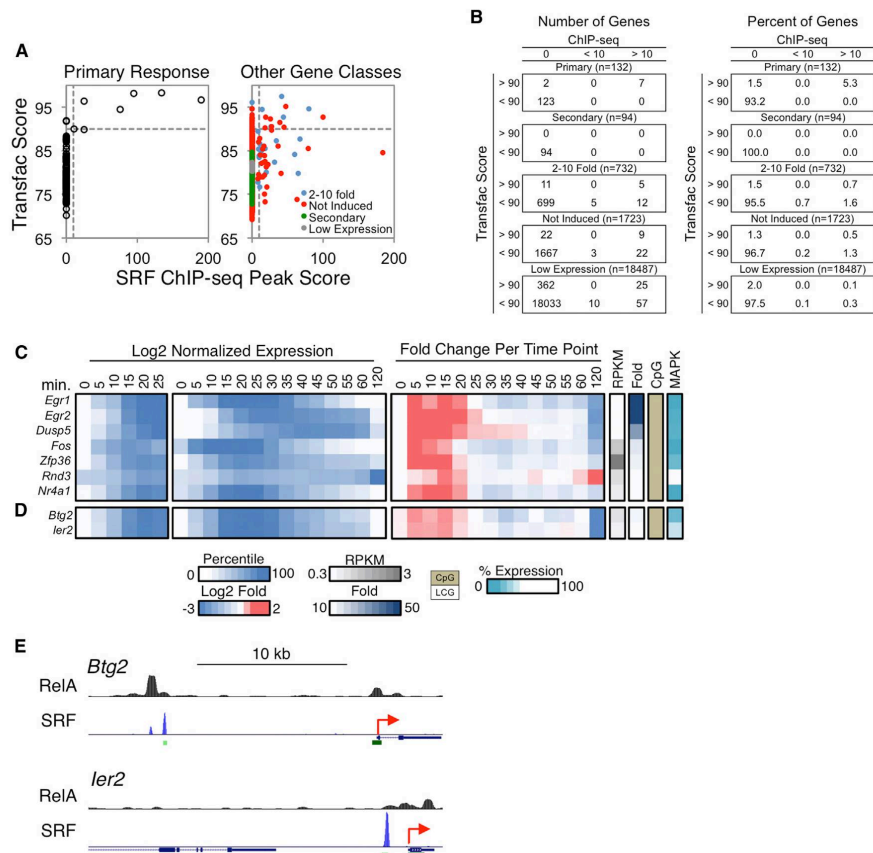 A
Primary Response
Other Gene Classes
Transfac Score
95
85
75
65
95
85
75
65
0 100 200
0 100 200
2-10 fold
Not Induced
Secondary
Low Expression
SRF ChIP-seq Peak Score
B
Number of Genes
ChIP-seq
0 < 10 > 10
Primary (n=132)
> 90 2 0 7
< 90 123 0 0
Secondary (n=94)
> 90 0 0 0
< 90 94 0 0
2-10 Fold (n=732)
> 90 11 0 5
< 90 699 5 12
Not Induced (n=1723)
> 90 22 0 9
< 90 1667 3 22
Low Expression (n=18487)
> 90 362 0 25
< 90 18033 10 57
Transfac Score
Percent of Genes
ChIP-seq
0 < 10 > 10
Primary (n=132)
> 90 1.5 0.0 5.3
< 90 93.2 0.0 0.0
Secondary (n=94)
> 90 0.0 0.0 0.0
< 90 100.0 0.0 0.0
2-10 Fold (n=732)
> 90 1.5 0.0 0.7
< 90 95.5 0.7 1.6
Not Induced (n=1723)
> 90 1.3 0.0 0.5
< 90 96.7 0.2 1.3
Low Expression (n=18487)
> 90 2.0 0.0 0.1
< 90 97.5 0.1 0.3
Transfac Score
C
Log2 Normalized Expression
Fold Change Per Time Point
RPKM
Fold
CpG
MAPK
min. 0 5 10 15 20 25 0 5 10 15 20 25 30 35 40 45 50 55 60 120 0 5 10 15 20 25 30 35 40 45 50 55 60 120
Egr1
Egr2
Dusp5
Fos
Zfp36
Rnd3
Nr4a1
D
Btg2
Ier2
Percentile
0 100
Log2 Fold
-3 2
RPKM
0.3 3
Fold
10 50
CpG
LCG
% Expression
0 100
E
Btg2
10 kb
RelA
SRF
Ier2
RelA
SRF